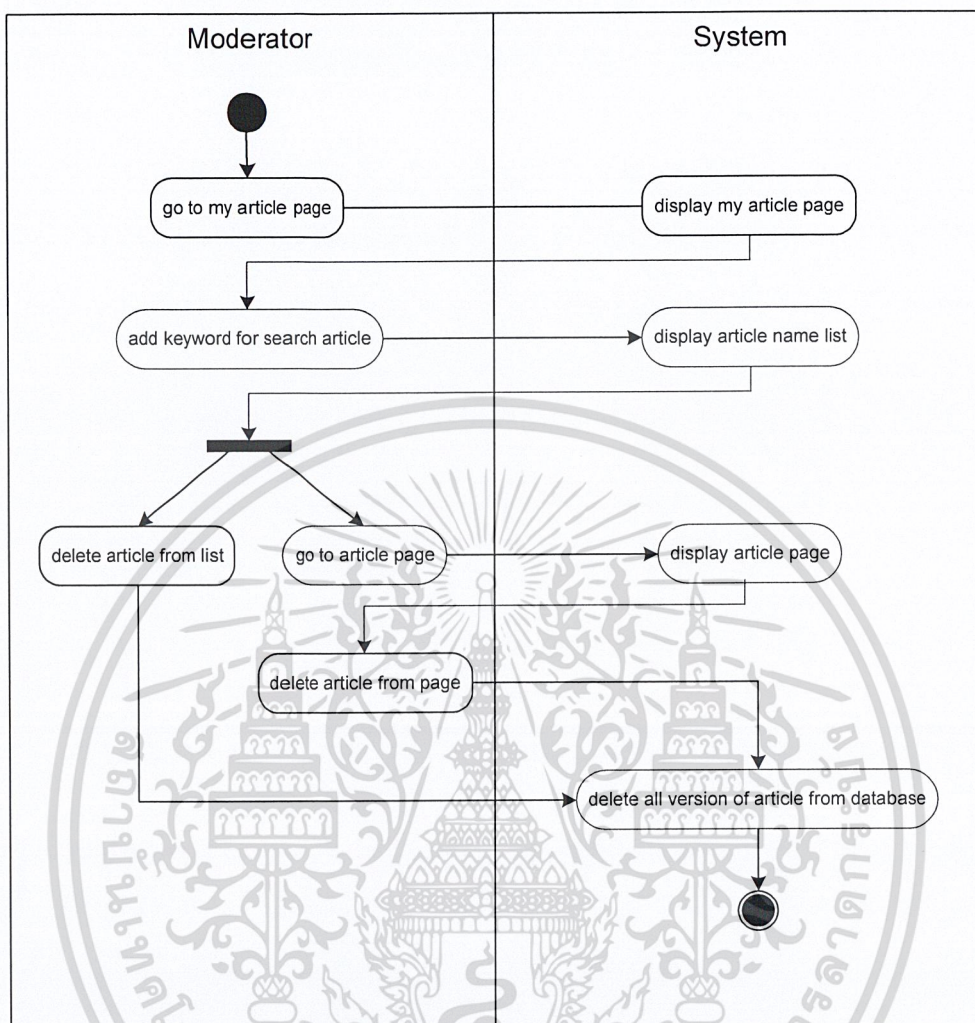 Moderator
System
go to my article page
display my article page
add keyword for search article
display article name list
delete article from list
go to article page
display article page
delete article from page
delete all version of article from database